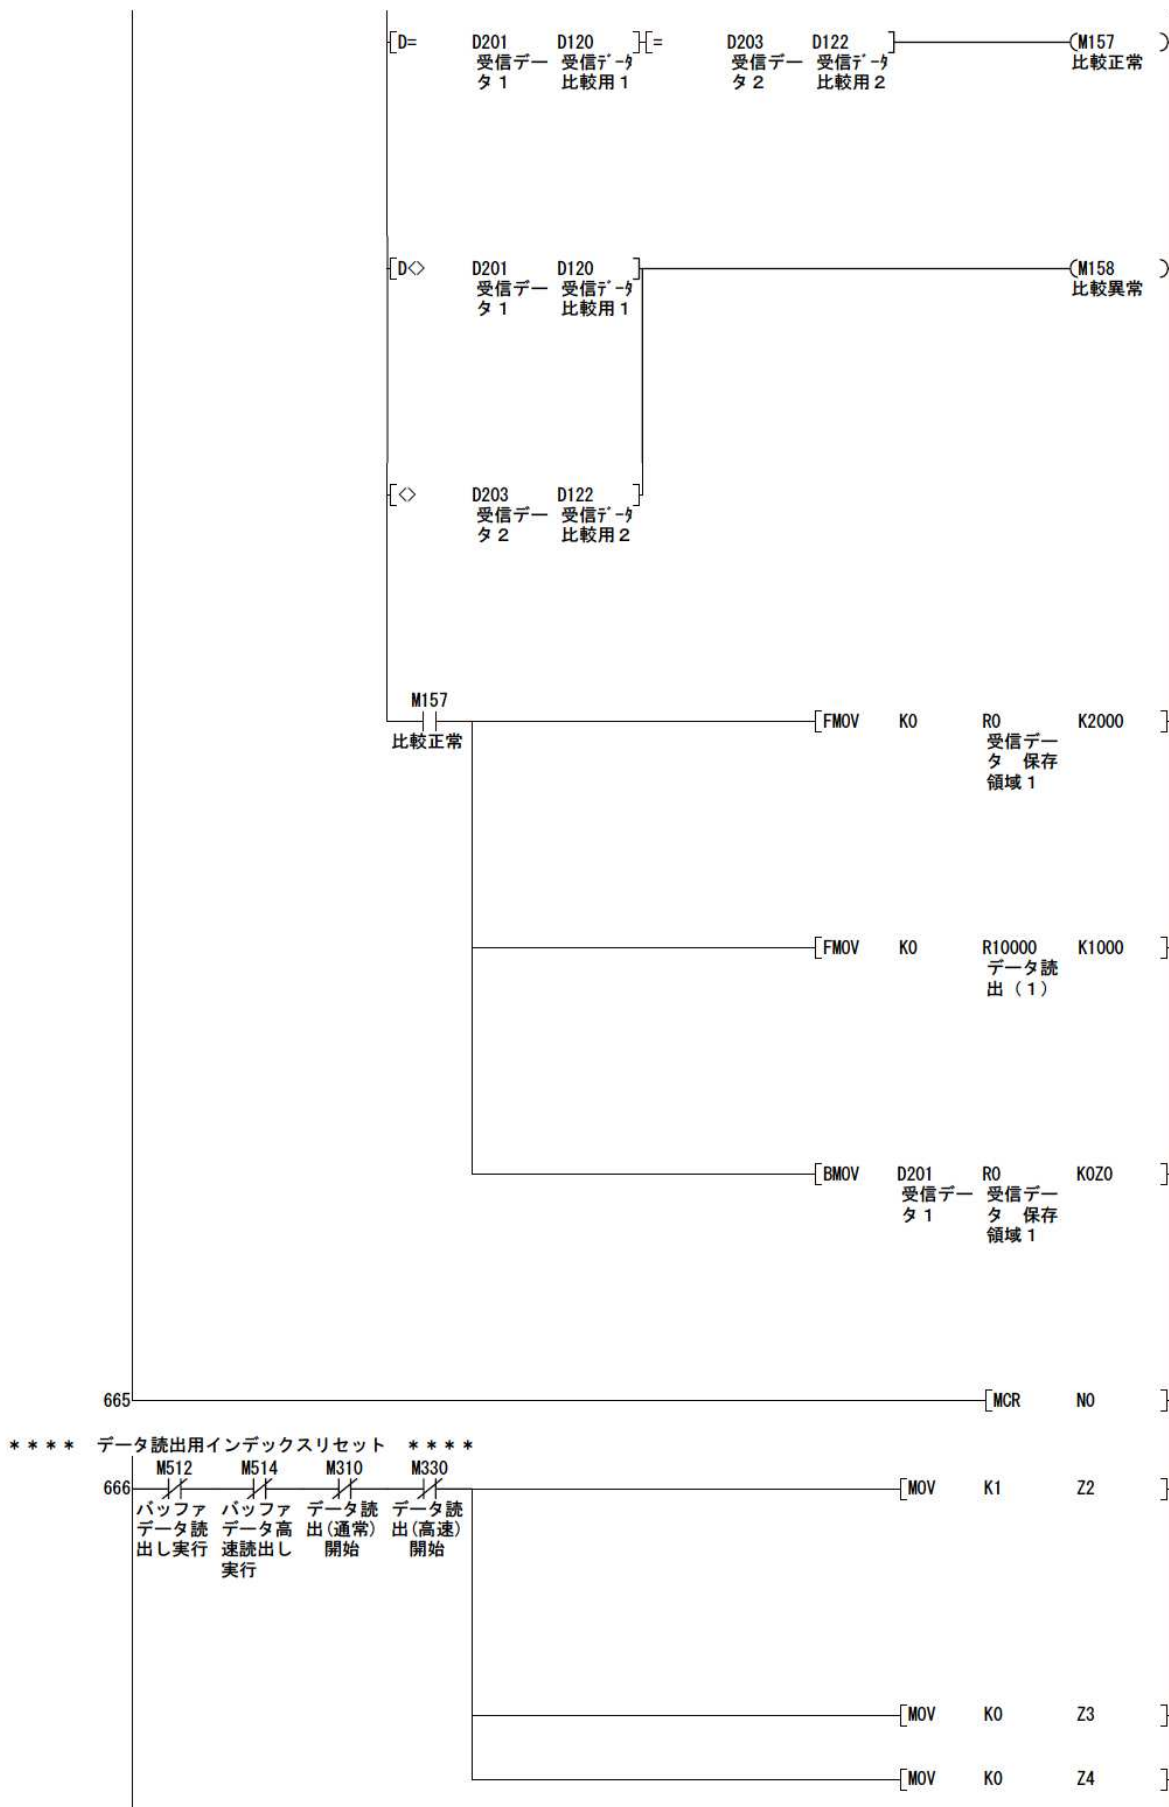 [D= D201 D120 ][= D203 D122 ] (M157 )
受信デー 受信ﾃﾞｰﾀ 受信デー 受信ﾃﾞｰﾀ 比較正常
タ１ 比較用１ タ２ 比較用２
[D<> D201 D120 ] (M158 )
受信デー 受信ﾃﾞｰﾀ 比較異常
タ１ 比較用１
[<> D203 D122 ]
受信デー 受信ﾃﾞｰﾀ
タ２ 比較用２
M157
[FMOV K0 R0 K2000 ]
比較正常 受信デー
タ 保存
領域１
[FMOV K0 R10000 K1000 ]
データ読
出（１）
[BMOV D201 R0 K0Z0 ]
受信デー 受信デー
タ１ タ 保存
領域１
665 [MCR N0 ]
＊＊＊＊ データ読出用インデックスリセット ＊＊＊＊
M512 M514 M310 M330
666 [MOV K1 Z2 ]
バッファ バッファ データ読 データ読
データ読 データ高 出(通常) 出(高速)
出し実行 速読出し 開始 開始
実行
[MOV K0 Z3 ]
[MOV K0 Z4 ]